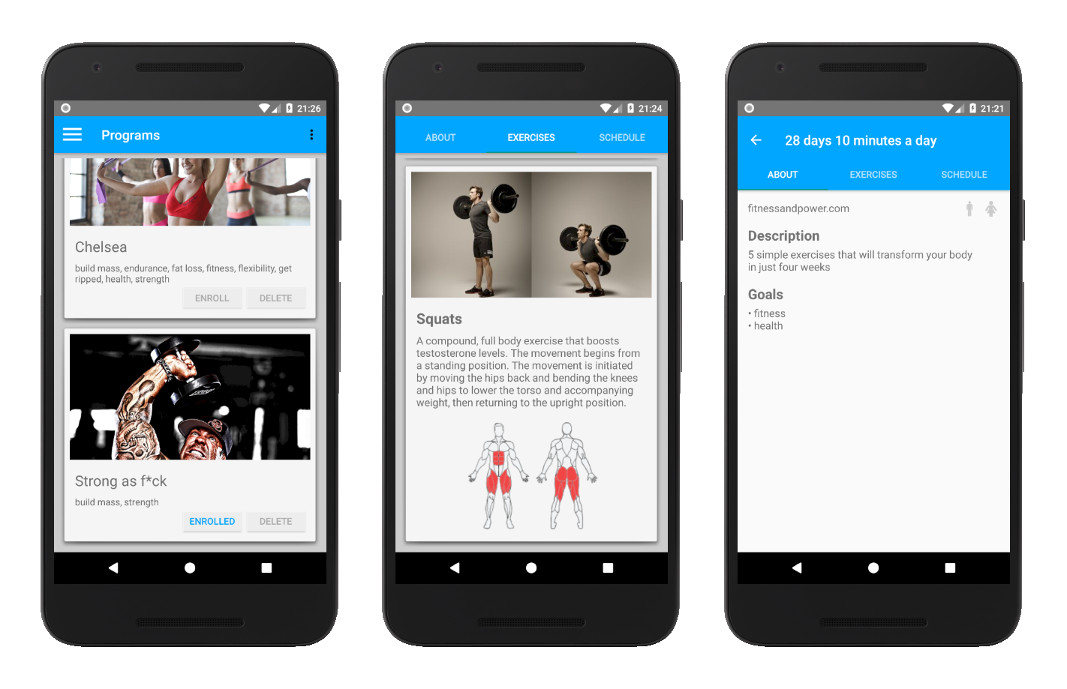 21:26
Programs
Chelsea
build mass, endurance, fat loss, fitness, flexibility, get
ripped, health, strength
ENROLL DELETE
Strong as f*ck
build mass, strength
ENROLLED DELETE
21:24
ABOUT EXERCISES SCHEDULE
Squats
A compound, full body exercise that boosts
testosterone levels. The movement begins from
a standing position. The movement is initiated
by moving the hips back and bending the knees
and hips to lower the torso and accompanying
weight, then returning to the upright position.
21:21
28 days 10 minutes a day
ABOUT EXERCISES SCHEDULE
fitnessandpower.com
Description
5 simple exercises that will transform your body
in just four weeks
Goals
• fitness
• health